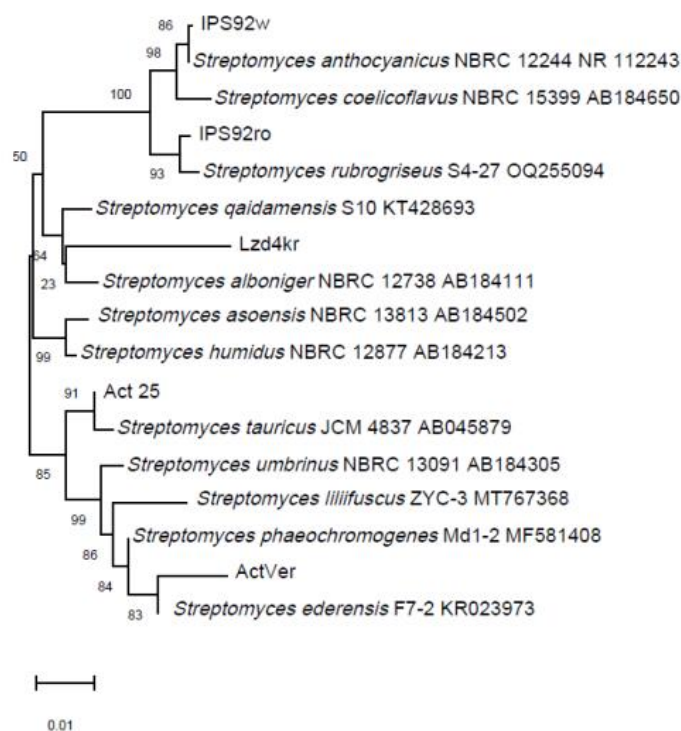 IPS92w
86
98
Streptomyces anthocyanicus NBRC 12244 NR 112243
100
Streptomyces coelicoflavus NBRC 15399 AB184650
IPS92ro
50
93
Streptomyces rubrogriseus S4-27 OQ255094
Streptomyces qaidamensis S10 KT428693
Lzd4kr
64
23
Streptomyces alboniger NBRC 12738 AB184111
Streptomyces asoensis NBRC 13813 AB184502
99
Streptomyces humidus NBRC 12877 AB184213
91
Act 25
Streptomyces tauricus JCM 4837 AB045879
85
Streptomyces umbrinus NBRC 13091 AB184305
Streptomyces liliifuscus ZYC-3 MT767368
99
Streptomyces phaeochromogenes Md1-2 MF581408
86
ActVer
84
83
Streptomyces ederensis F7-2 KR023973
0.01